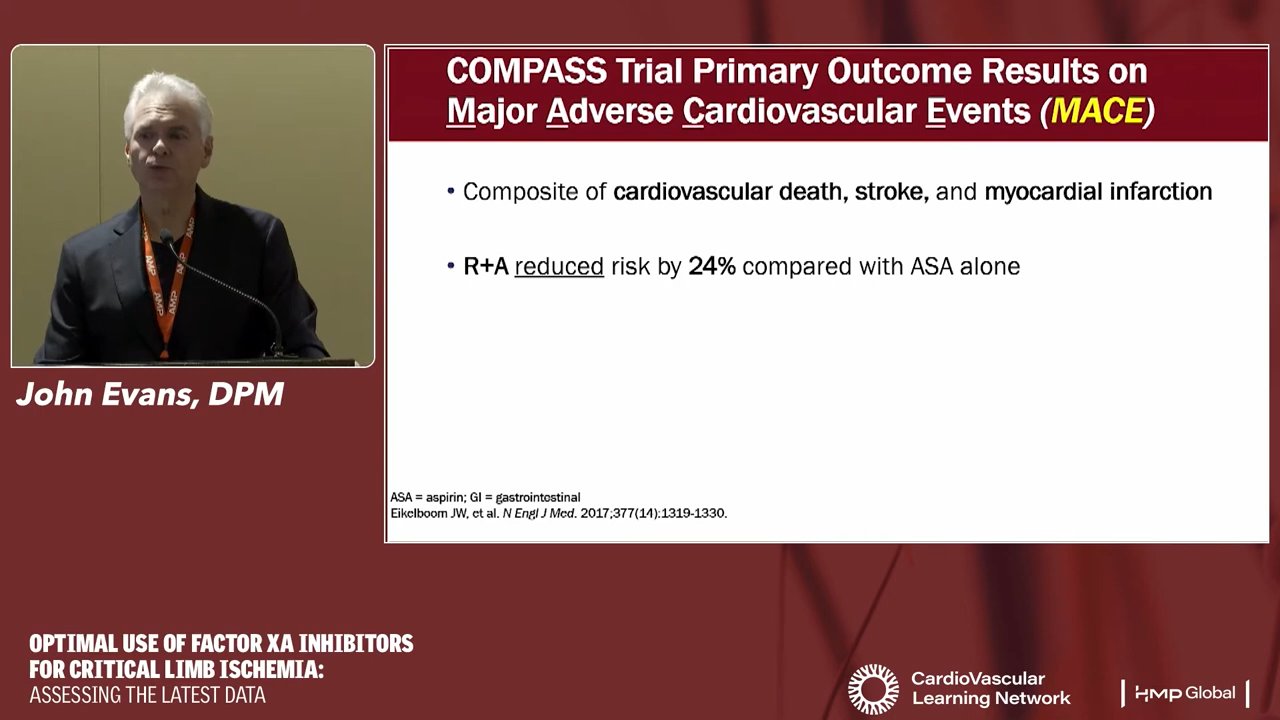 COMPASS Trial Primary Outcome Results on
Major Adverse Cardiovascular Events (MACE)
• Composite of cardiovascular death, stroke, and myocardial infarction
• R+A reduced risk by 24% compared with ASA alone
ASA = aspirin; GI = gastrointestinal
Eikelboom JW, et al. N Engl J Med. 2017;377(14):1319-1330.
AMP
AMP
AMP
John Evans, DPM
OPTIMAL USE OF FACTOR XA INHIBITORS
FOR CRITICAL LIMB ISCHEMIA:
ASSESSING THE LATEST DATA
CardioVascular
Learning Network
HMP Global